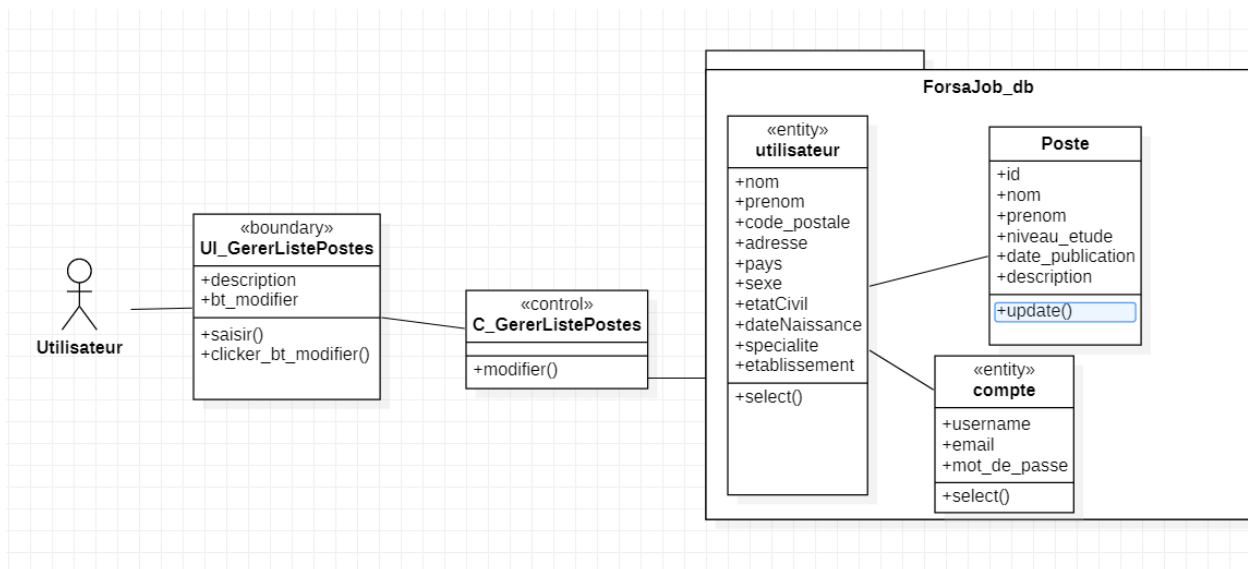 ForsaJob_db
«entity»
utilisateur
+nom
+prenom
+code_postale
+adresse
+pays
+sexe
+etatCivil
+dateNaissance
+specialite
+etablissement
+select()
Poste
+id
+nom
+prenom
+niveau_etude
+date_publication
+description
+update()
«entity»
compte
+username
+email
+mot_de_passe
+select()
«boundary»
UI_GererListePostes
+description
+bt_modifier
+saisir()
+clicker_bt_modifier()
«control»
C_GererListePostes
+modifier()
Utilisateur